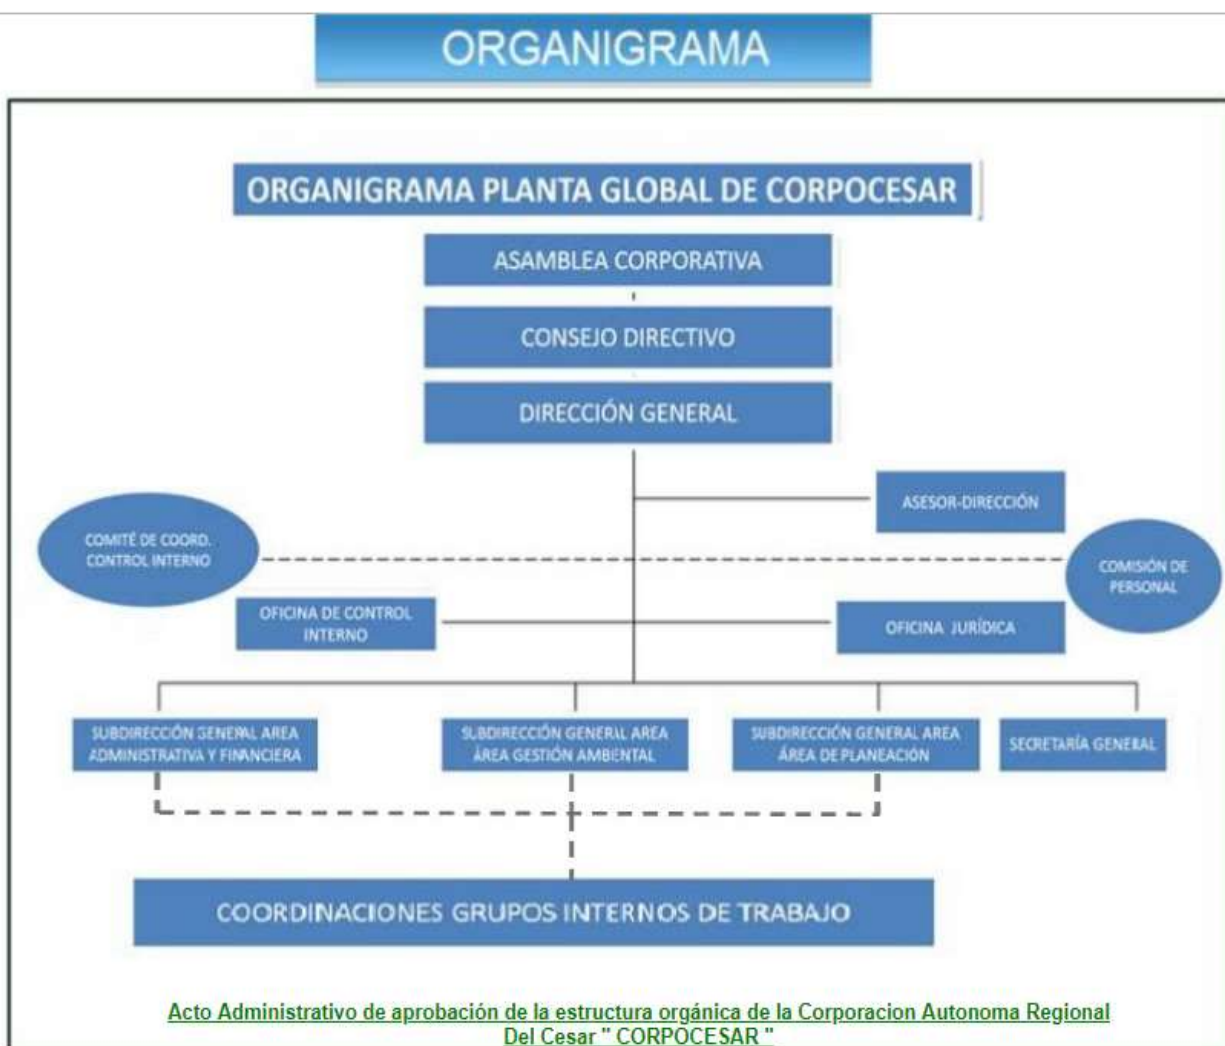 ORGANIGRAMA
ORGANIGRAMA PLANTA GLOBAL DE CORPOCESAR
ASAMBLEA CORPORATIVA
CONSEJO DIRECTIVO
DIRECCIÓN GENERAL
ASESOR-DIRECCIÓN
COMITÉ DE COORD.
CONTROL INTERNO
COMISIÓN DE
PERSONAL
OFICINA DE CONTROL
INTERNO
OFICINA JURÍDICA
SUBDIRECCIÓN GENERAL AREA
ADMINISTRATIVA Y FINANCIERA
SUBDIRECCIÓN GENERAL AREA
ÁREA GESTIÓN AMBIENTAL
SUBDIRECCIÓN GENERAL AREA
ÁREA DE PLANEACIÓN
SECRETARÍA GENERAL
COORDINACIONES GRUPOS INTERNOS DE TRABAJO
Acto Administrativo de aprobación de la estructura orgánica de la Corporacion Autonoma Regional
Del Cesar " CORPOCESAR "